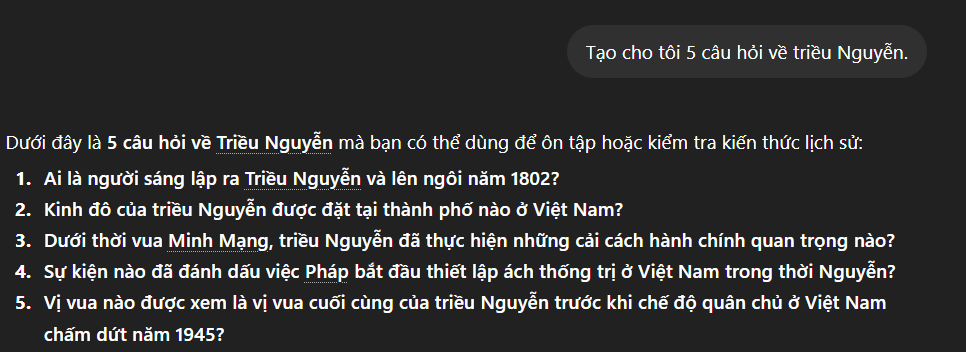 Tạo cho tôi 5 câu hỏi về triều Nguyễn.
Dưới đây là 5 câu hỏi về Triều Nguyễn mà bạn có thể dùng để ôn tập hoặc kiểm tra kiến thức lịch sử:
1. Ai là người sáng lập ra Triều Nguyễn và lên ngôi năm 1802?
2. Kinh đô của triều Nguyễn được đặt tại thành phố nào ở Việt Nam?
3. Dưới thời vua Minh Mạng, triều Nguyễn đã thực hiện những cải cách hành chính quan trọng nào?
4. Sự kiện nào đã đánh dấu việc Pháp bắt đầu thiết lập ách thống trị ở Việt Nam trong thời Nguyễn?
5. Vị vua nào được xem là vị vua cuối cùng của triều Nguyễn trước khi chế độ quân chủ ở Việt Nam
chấm dứt năm 1945?